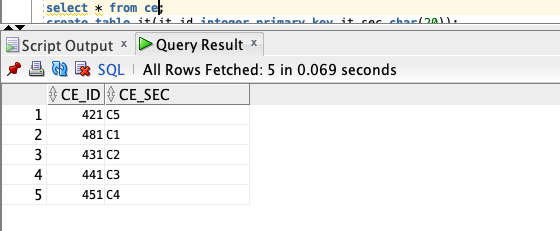 select * from ce;
create table it(it_id integer primary key,it_sec char(20));
Script Output x Query Result x
SQL | All Rows Fetched: 5 in 0.069 seconds
CE_ID CE_SEC
1 421 C5
2 481 C1
3 431 C2
4 441 C3
5 451 C4